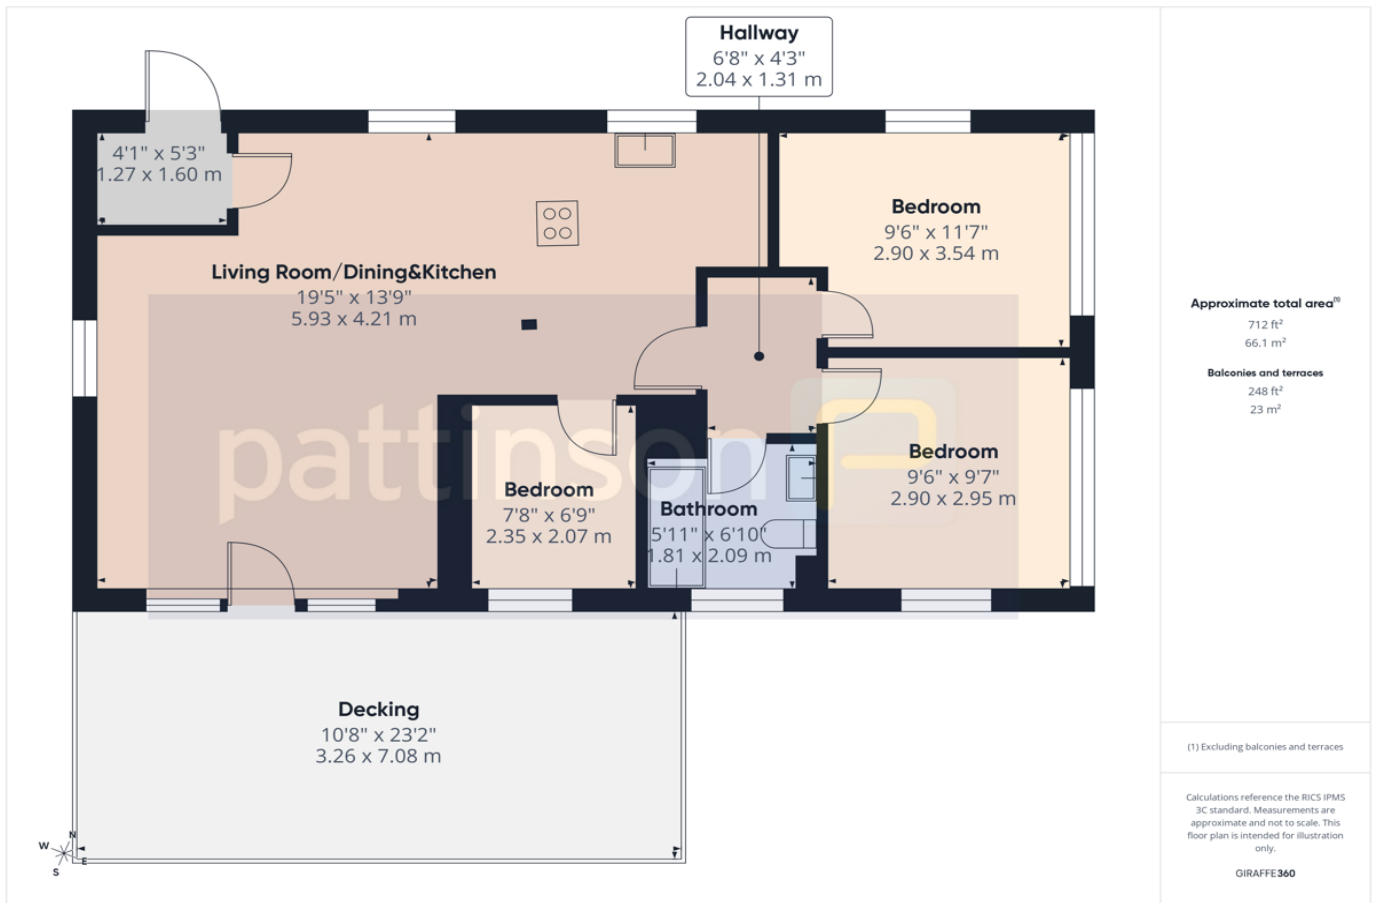 Hallway
6'8" x 4'3"
2.04 x 1.31 m
4'1" x 5'3"
1.27 x 1.60 m
Living Room/Dining&Kitchen
19'5" x 13'9"
5.93 x 4.21 m
Bedroom
9'6" x 11'7"
2.90 x 3.54 m
pattinson
Bedroom
7'8" x 6'9"
2.35 x 2.07 m
Bathroom
5'11" x 6'10"
1.81 x 2.09 m
Bedroom
9'6" x 9'7"
2.90 x 2.95 m
Decking
10'8" x 23'2"
3.26 x 7.08 m
N
W
E
S
Approximate total area(1)
712 ft²
66.1 m²
Balconies and terraces
248 ft²
23 m²
(1) Excluding balconies and terraces
Calculations reference the RICS IPMS
3C standard. Measurements are
approximate and not to scale. This
floor plan is intended for illustration
only.
GIRAFFE360